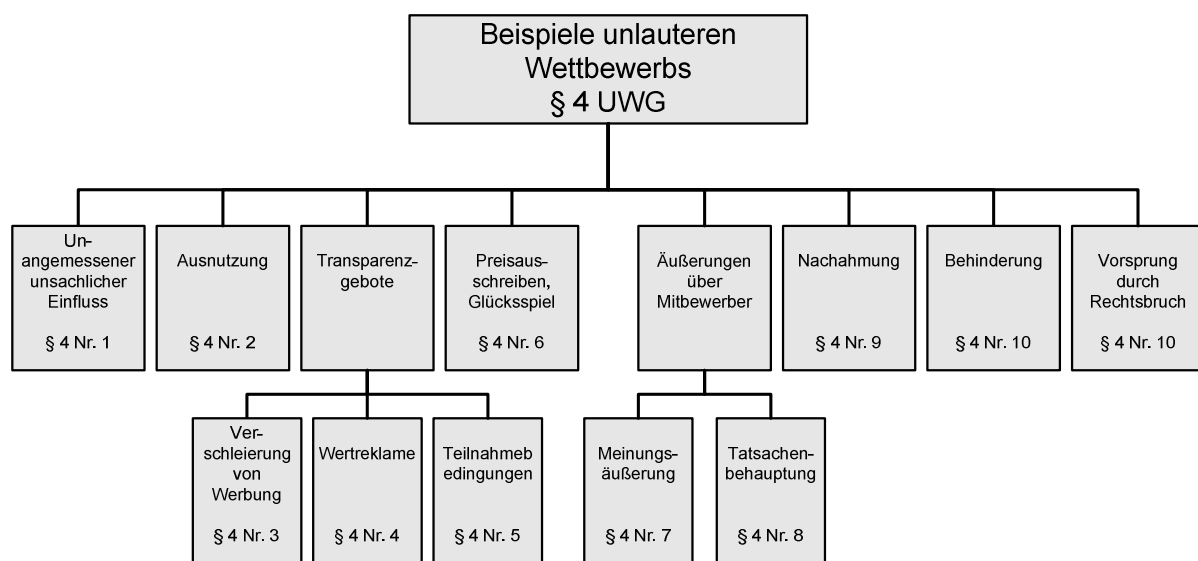 Beispiele unlauteren
Wettbewerbs
§ 4 UWG
Un-
angemessener
unsachlicher
Einfluss
§ 4 Nr. 1
Ausnutzung
§ 4 Nr. 2
Transparenz-
gebote
Preisaus-
schreiben,
Glücksspiel
§ 4 Nr. 6
Äußerungen
über
Mitbewerber
Nachahmung
§ 4 Nr. 9
Behinderung
§ 4 Nr. 10
Vorsprung
durch
Rechtsbruch
§ 4 Nr. 10
Ver-
schleierung
von
Werbung
§ 4 Nr. 3
Wertreklame
§ 4 Nr. 4
Teilnahmeb
edingungen
§ 4 Nr. 5
Meinungs-
äußerung
§ 4 Nr. 7
Tatsachen-
behauptung
§ 4 Nr. 8